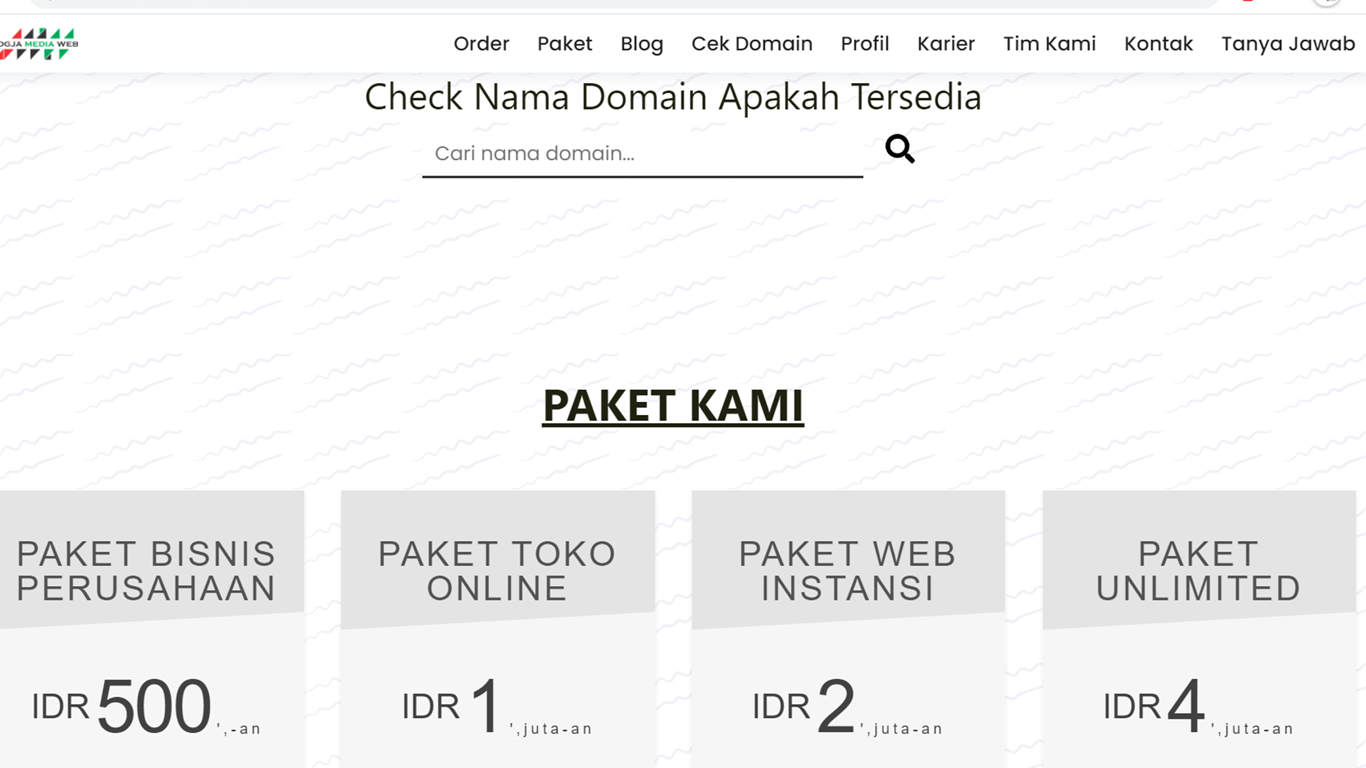 OGJA MEDIA WEB
Order Paket Blog Cek Domain Profil Karier Tim Kami Kontak Tanya Jawab
Check Nama Domain Apakah Tersedia
Cari nama domain...
PAKET KAMI
PAKET BISNIS
PERUSAHAAN
IDR 500 ',-an
PAKET TOKO
ONLINE
IDR 1 ',juta-an
PAKET WEB
INSTANSI
IDR 2 ',juta-an
PAKET
UNLIMITED
IDR 4 ',juta-an